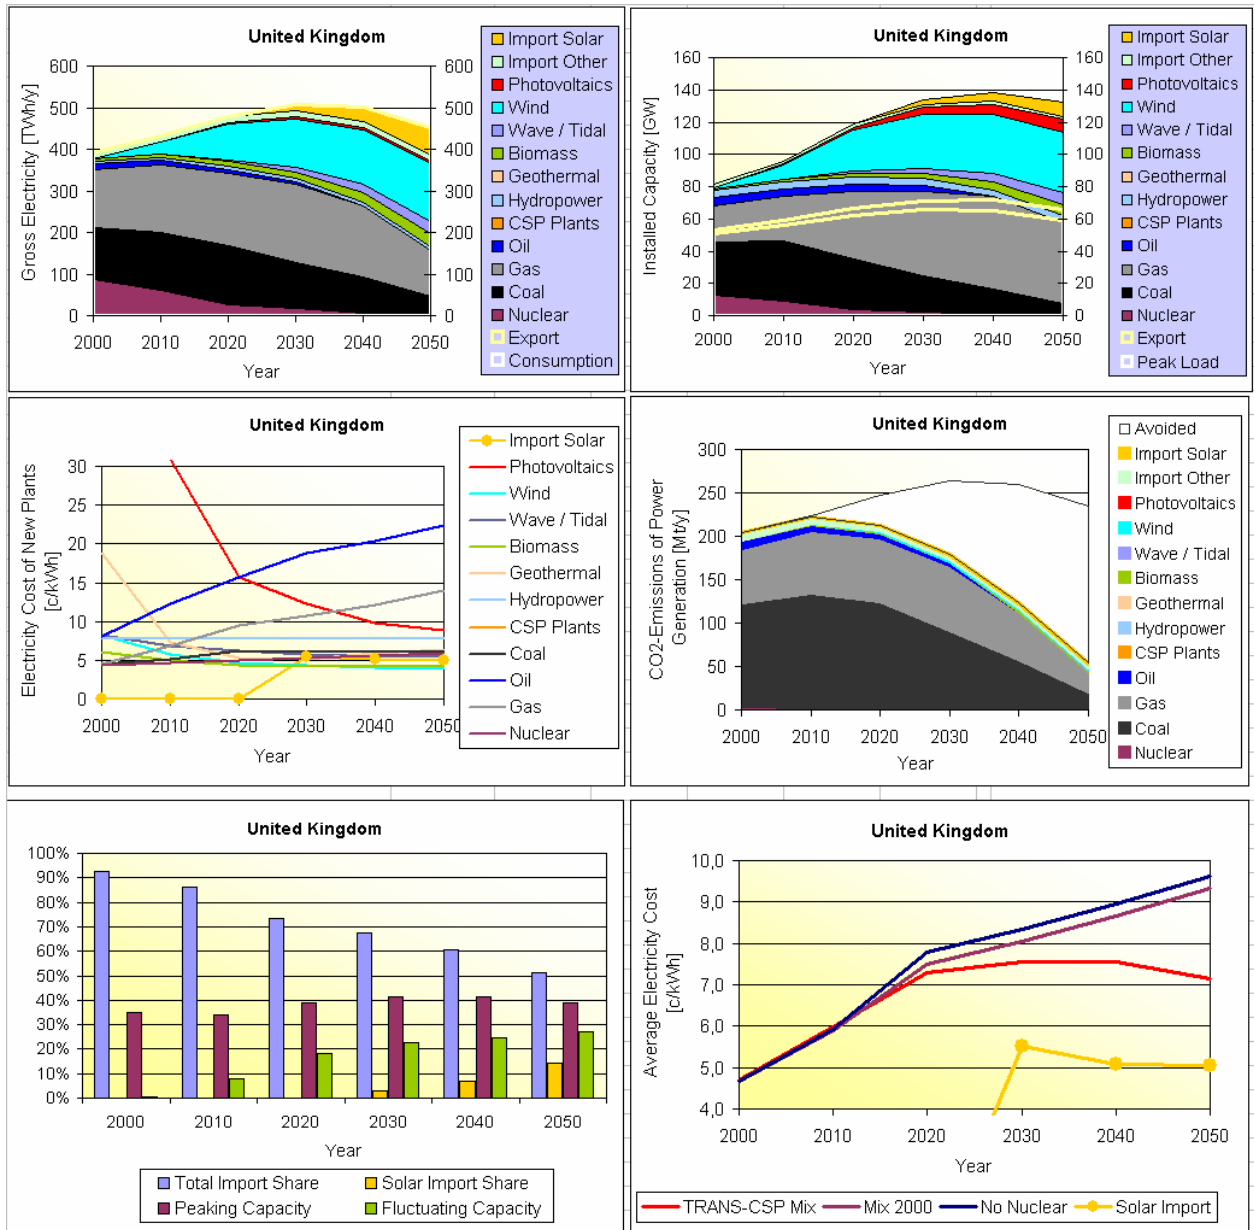 United Kingdom
Gross Electricity [TWh/y]
600
500
400
300
200
100
0
600
500
400
300
200
100
0
2000 2010 2020 2030 2040 2050
Year
Import Solar
Import Other
Photovoltaics
Wind
Wave / Tidal
Biomass
Geothermal
Hydropower
CSP Plants
Oil
Gas
Coal
Nuclear
Export
Consumption
United Kingdom
Installed Capacity [GW]
160
140
120
100
80
60
40
20
0
160
140
120
100
80
60
40
20
0
2000 2010 2020 2030 2040 2050
Year
Import Solar
Import Other
Photovoltaics
Wind
Wave / Tidal
Biomass
Geothermal
Hydropower
CSP Plants
Oil
Gas
Coal
Nuclear
Export
Peak Load
United Kingdom
Electricity Cost of New Plants
[c/kWh]
30
25
20
15
10
5
0
2000 2010 2020 2030 2040 2050
Year
Import Solar
Photovoltaics
Wind
Wave / Tidal
Biomass
Geothermal
Hydropower
CSP Plants
Coal
Oil
Gas
Nuclear
United Kingdom
CO2-Emissions of Power
Generation [Mt/y]
300
250
200
150
100
50
0
2000 2010 2020 2030 2040 2050
Year
Avoided
Import Solar
Import Other
Photovoltaics
Wind
Wave / Tidal
Biomass
Geothermal
Hydropower
CSP Plants
Oil
Gas
Coal
Nuclear
United Kingdom
100%
90%
80%
70%
60%
50%
40%
30%
20%
10%
0%
2000 2010 2020 2030 2040 2050
Year
Total Import Share Solar Import Share
Peaking Capacity Fluctuating Capacity
United Kingdom
Average Electricity Cost
[c/kWh]
10,0
9,0
8,0
7,0
6,0
5,0
4,0
2000 2010 2020 2030 2040 2050
Year
TRANS-CSP Mix Mix 2000 No Nuclear Solar Import